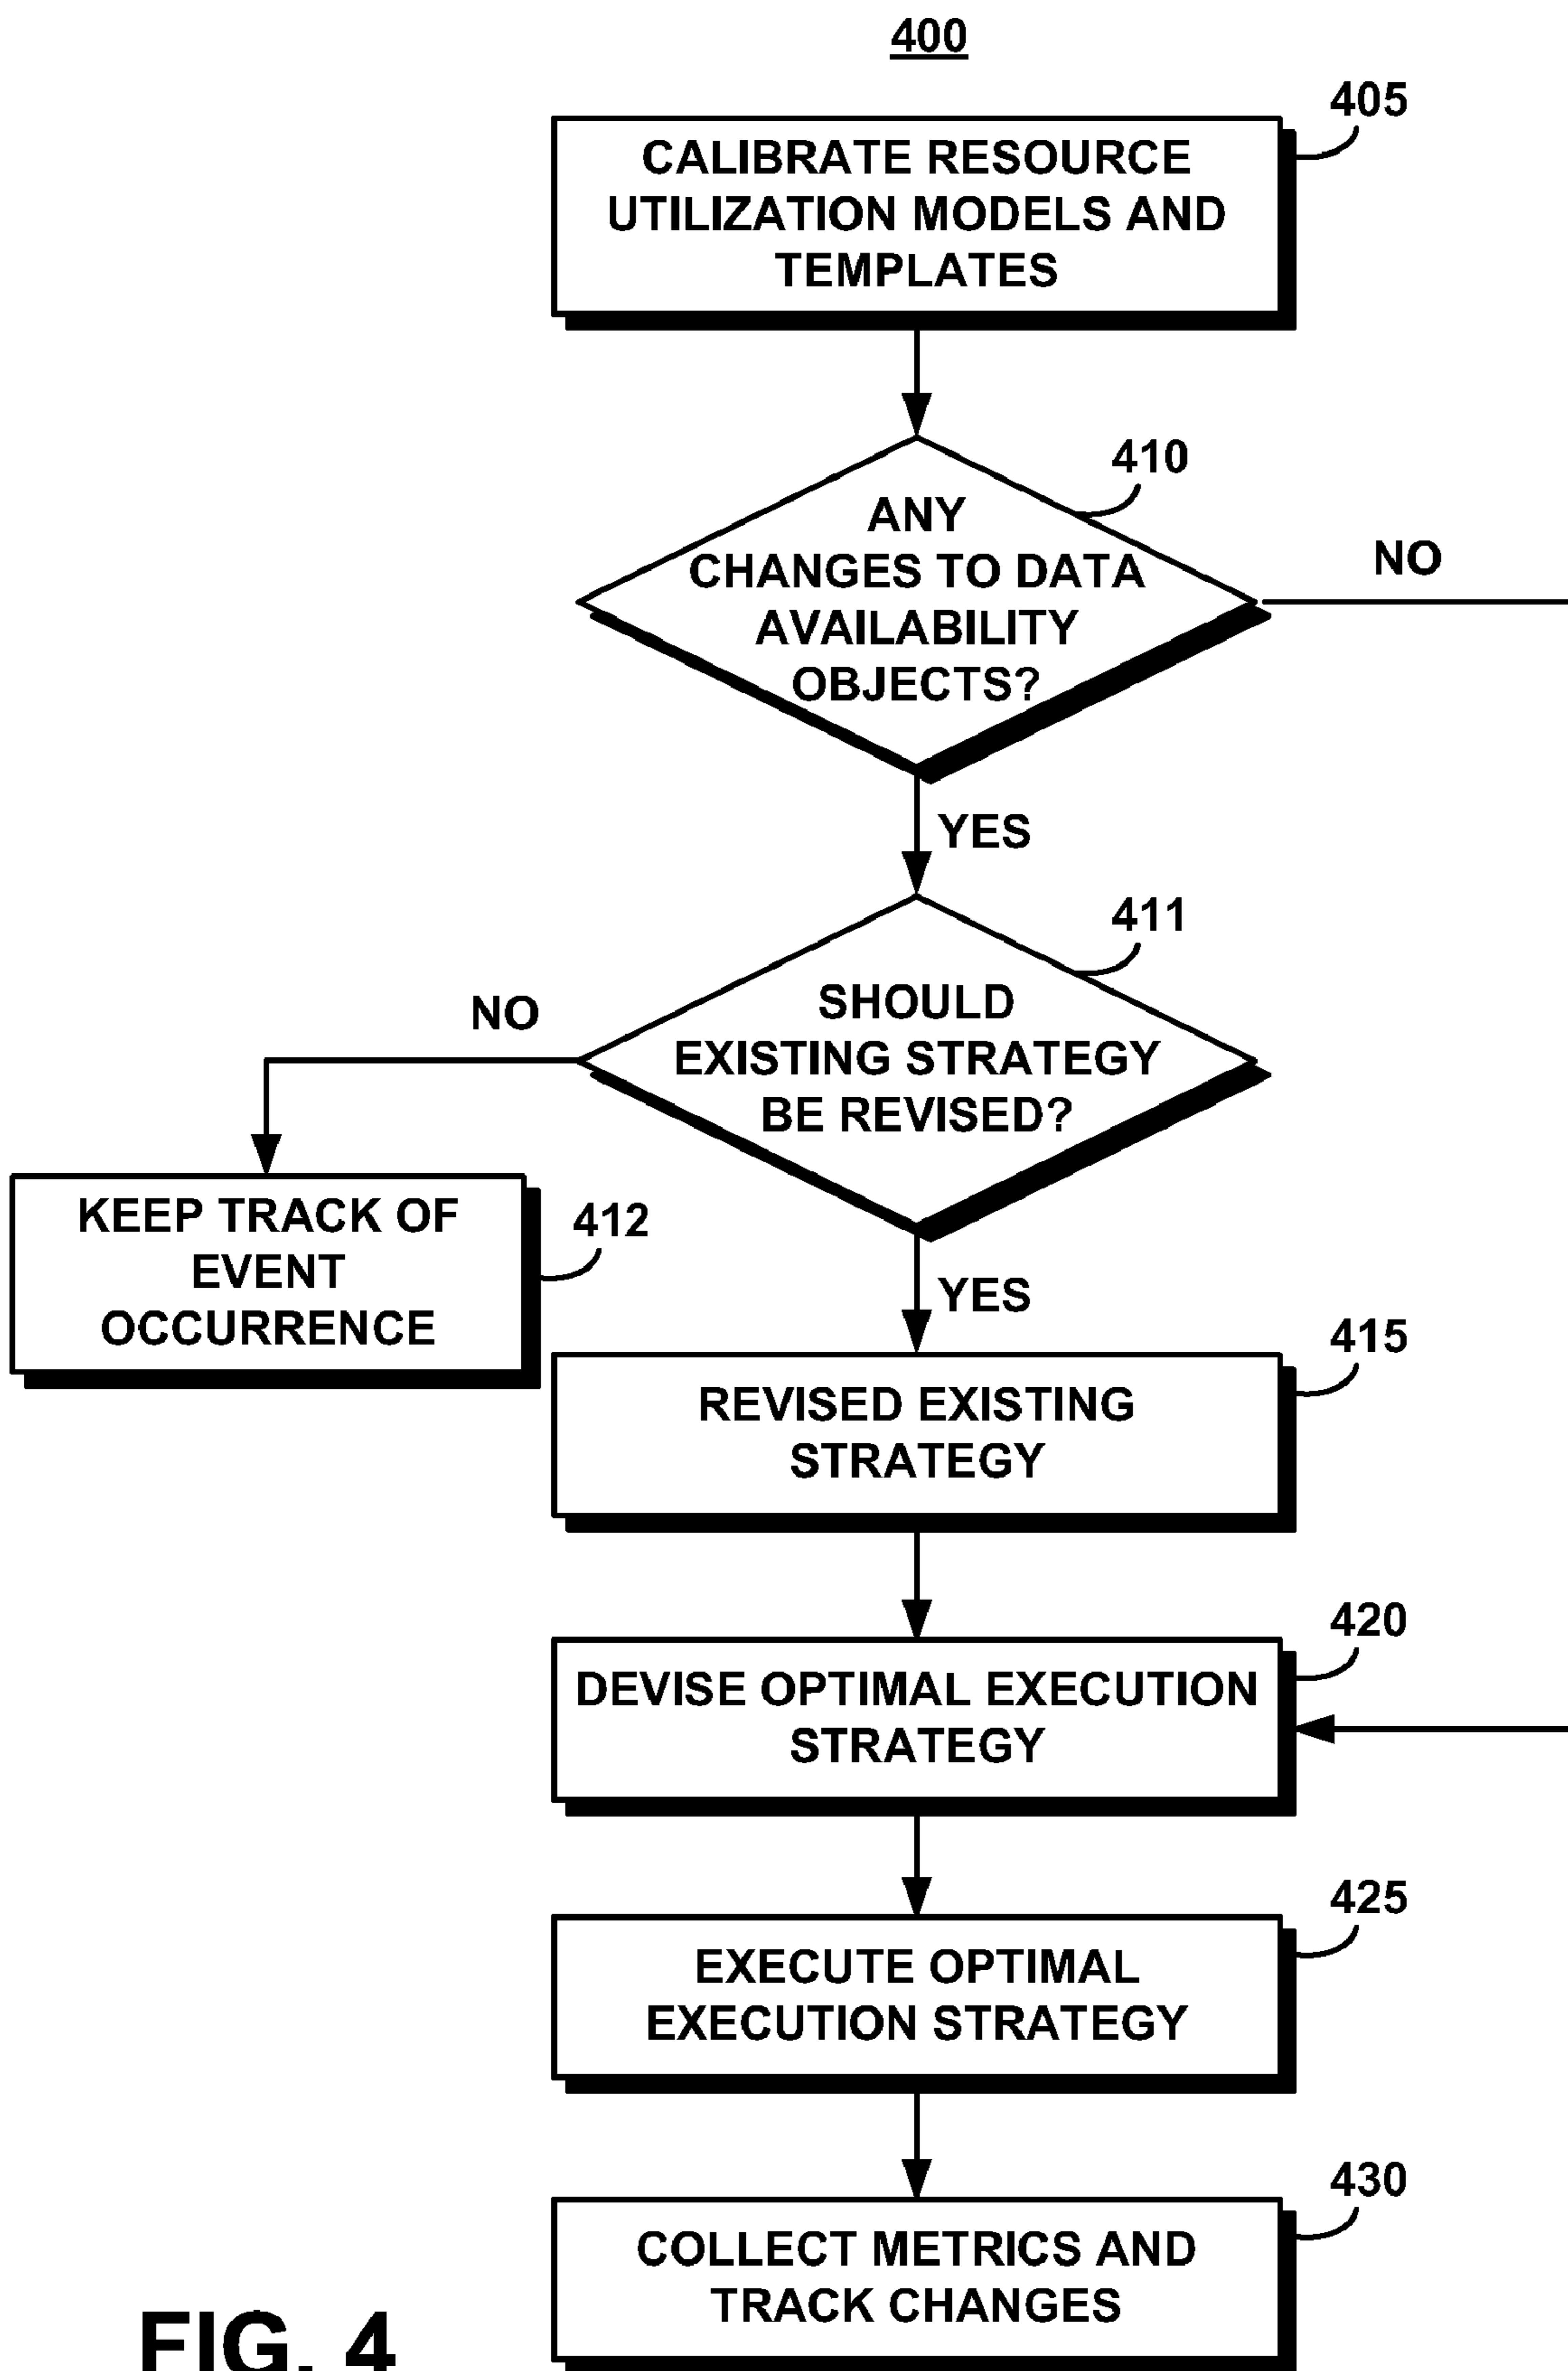 400
405
CALIBRATE RESOURCE
UTILIZATION MODELS AND
TEMPLATES
410
ANY
CHANGES TO DATA
AVAILABILITY
OBJECTS?
NO
YES
411
SHOULD
EXISTING STRATEGY
BE REVISED?
NO
KEEP TRACK OF
EVENT
OCCURRENCE
412
YES
415
REVISED EXISTING
STRATEGY
420
DEVISE OPTIMAL EXECUTION
STRATEGY
425
EXECUTE OPTIMAL
EXECUTION STRATEGY
430
COLLECT METRICS AND
TRACK CHANGES
FIG. 4